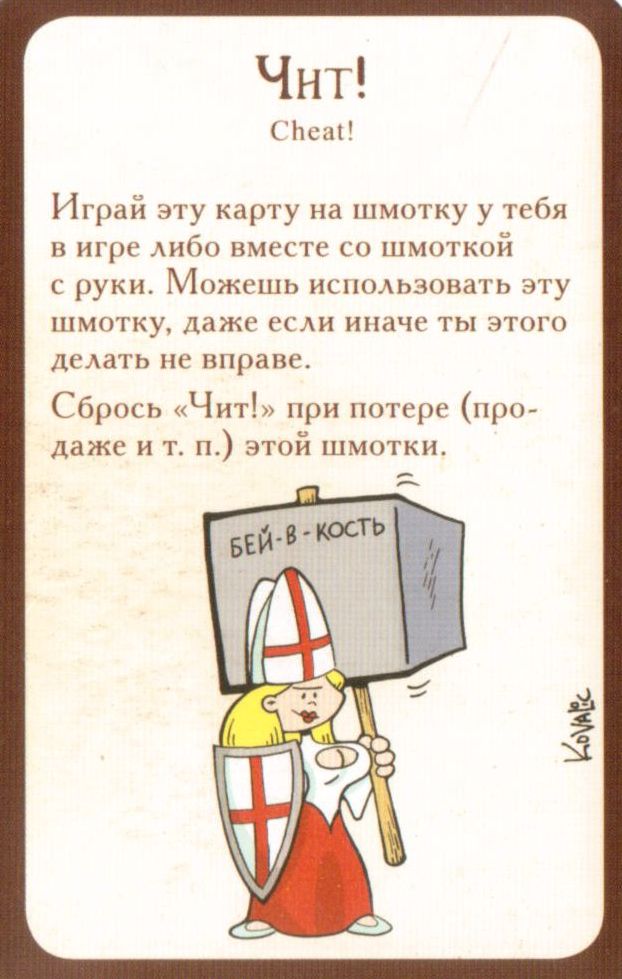 Чит!
Cheat!
Играй эту карту на шмотку у тебя
в игре либо вместе со шмоткой
с руки. Можешь использовать эту
шмотку, даже если иначе ты этого
делать не вправе.
Сбрось «Чит!» при потере (про-
даже и т. п.) этой шмотки.
БЕЙ-В-КОСТЬ
KOVALIC